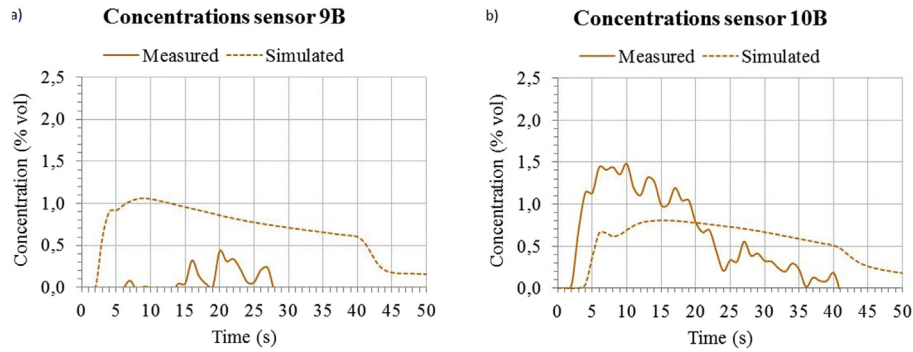 a)
Concentrations sensor 9B
Measured Simulated
Concentration (% vol)
2,5
2,0
1,5
1,0
0,5
0,0
0 5 10 15 20 25 30 35 40 45 50
Time (s)
b)
Concentrations sensor 10B
Measured Simulated
Concentration (% vol)
2,5
2,0
1,5
1,0
0,5
0,0
0 5 10 15 20 25 30 35 40 45 50
Time (s)